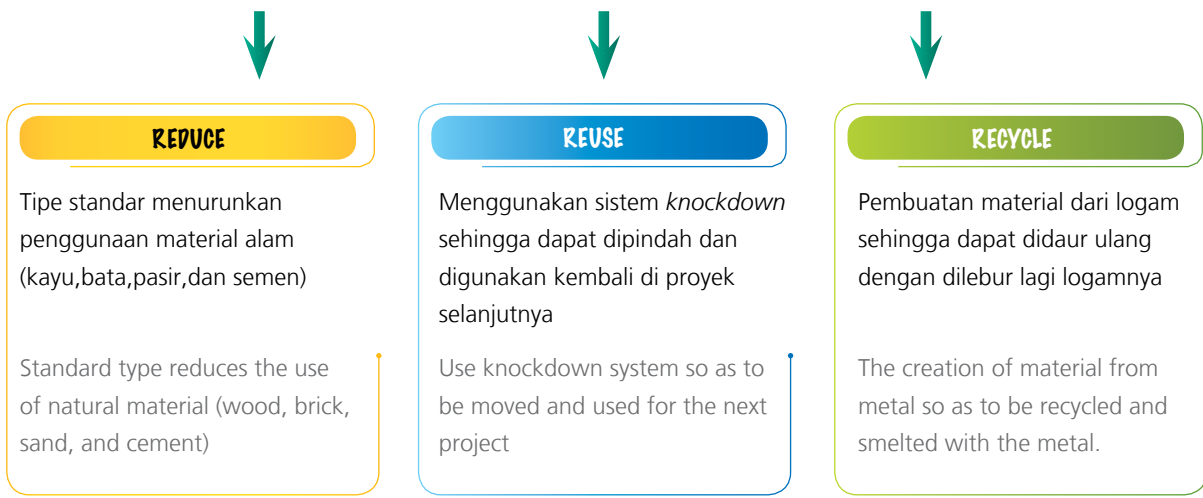 REDUCE
Tipe standar menurunkan
penggunaan material alam
(kayu,bata,pasir,dan semen)
Standard type reduces the use
of natural material (wood, brick,
sand, and cement)
REUSE
Menggunakan sistem knockdown
sehingga dapat dipindah dan
digunakan kembali di proyek
selanjutnya
Use knockdown system so as to
be moved and used for the next
project
RECYCLE
Pembuatan material dari logam
sehingga dapat didaur ulang
dengan dilebur lagi logamnya
The creation of material from
metal so as to be recycled and
smelted with the metal.